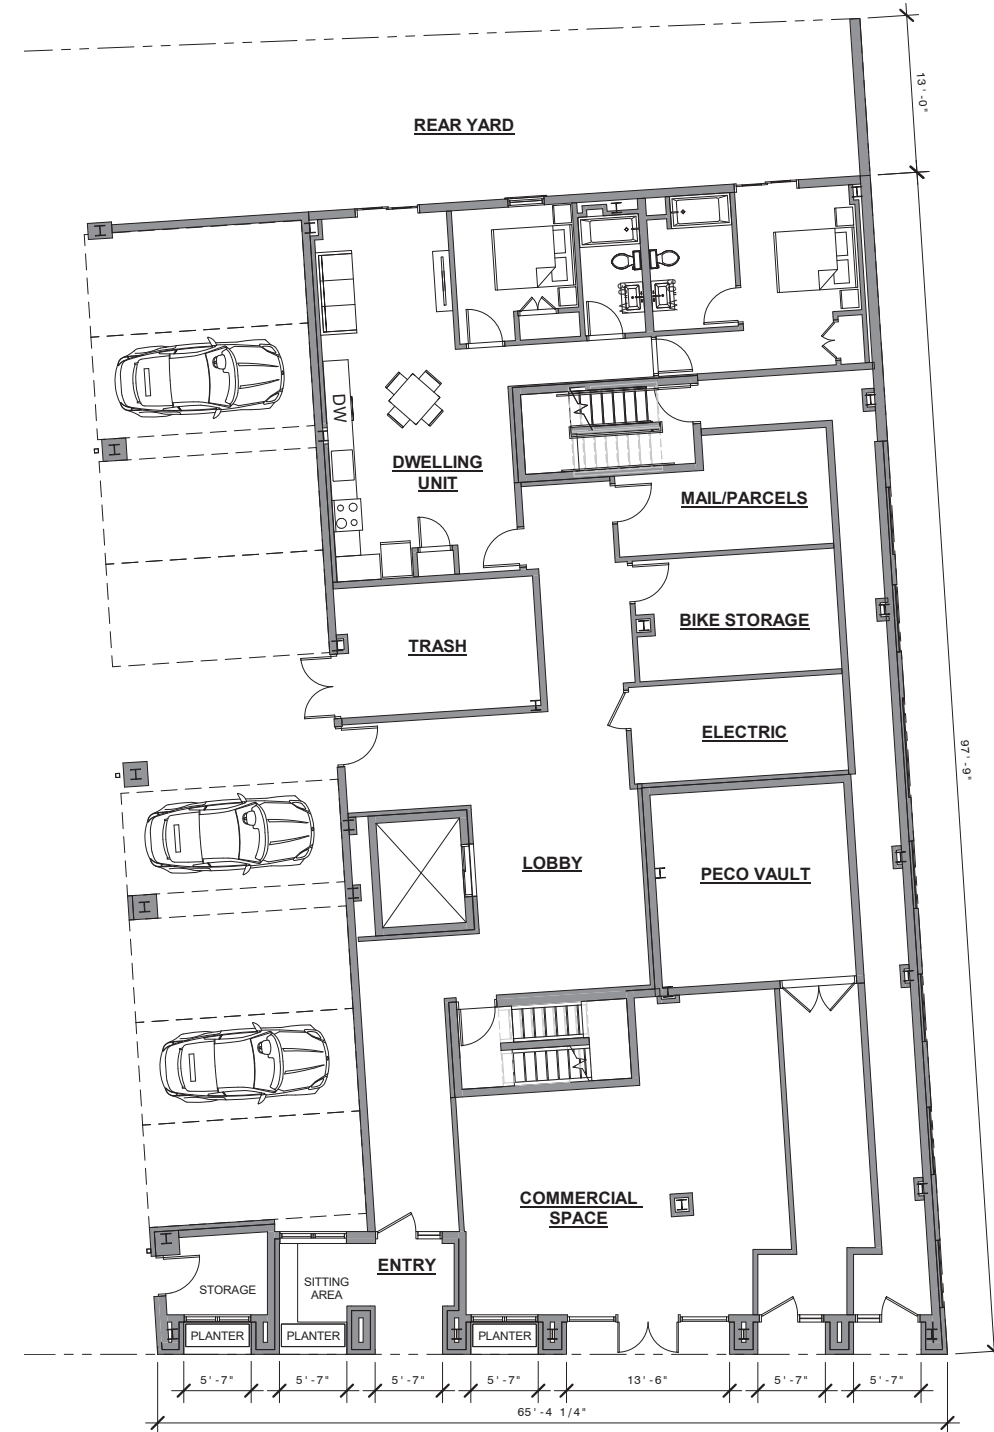 13'-0"
REAR YARD
DW
DWELLING
UNIT
MAIL/PARCELS
BIKE STORAGE
TRASH
ELECTRIC
97'-9"
LOBBY
PECO VAULT
COMMERCIAL
SPACE
ENTRY
STORAGE
SITTING
AREA
PLANTER
PLANTER
PLANTER
5'-7"
5'-7"
5'-7"
5'-7"
13'-6"
5'-7"
5'-7"
65'-4 1/4"